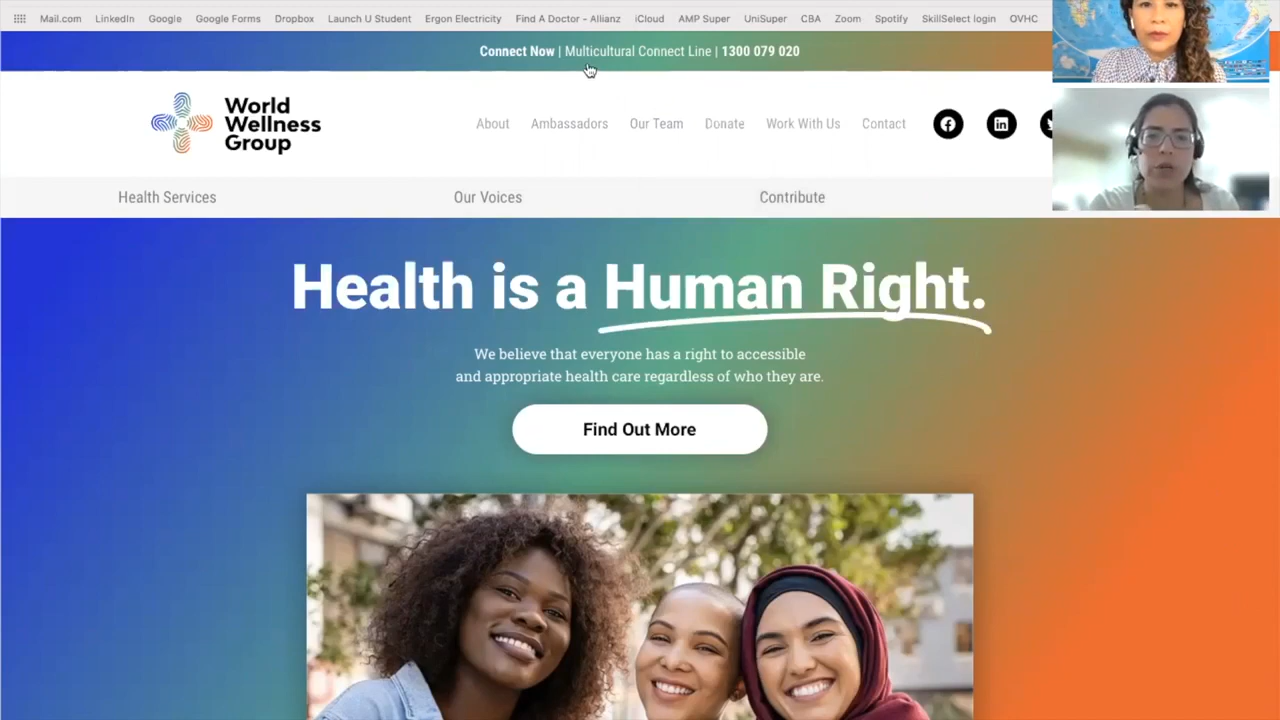 Mail.com LinkedIn Google Google Forms Dropbox Launch U Student Ergon Electricity Find A Doctor - Allianz iCloud AMP Super UniSuper CBA Zoom Spotify SkillSelect login OVHC
Connect Now | Multicultural Connect Line | 1300 079 020
World
Wellness
Group
About Ambassadors Our Team Donate Work With Us Contact
Health Services Our Voices Contribute
Health is a Human Right.
We believe that everyone has a right to accessible
and appropriate health care regardless of who they are.
Find Out More